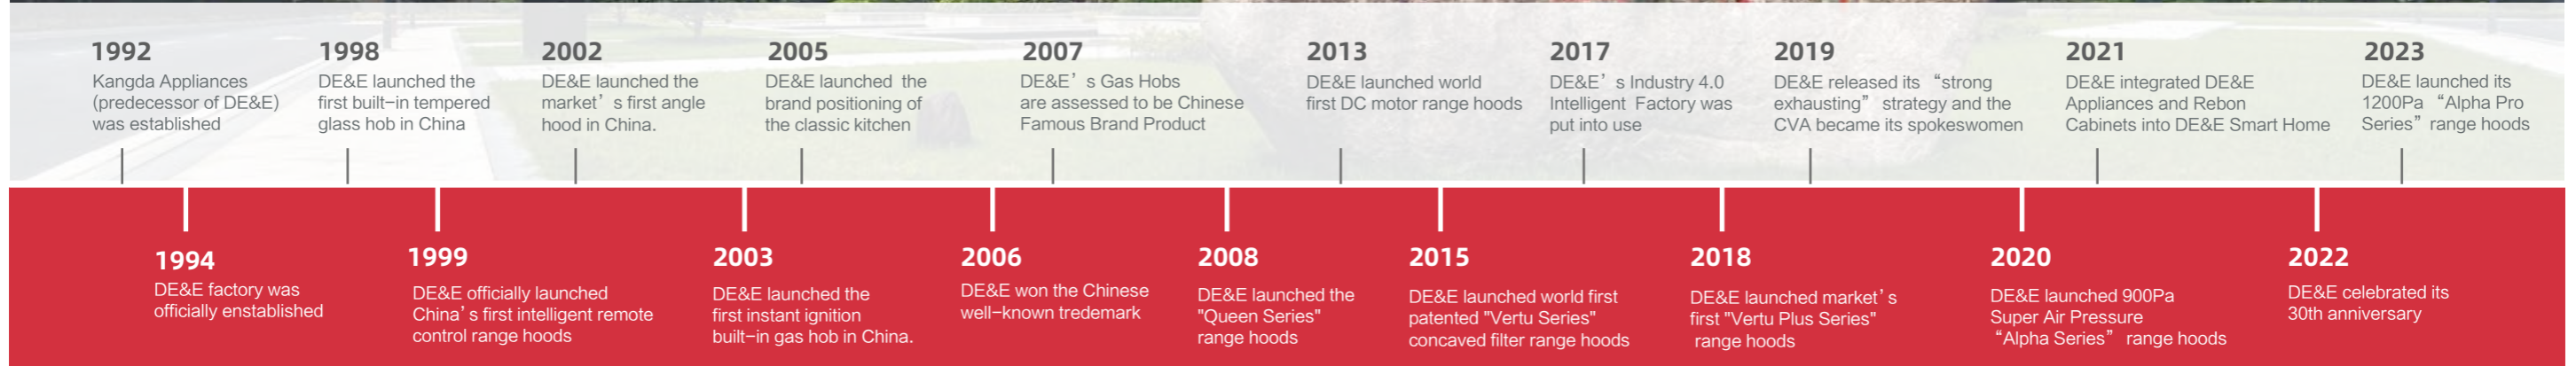 1992
Kangda Appliances
(predecessor of DE&E)
was established
1998
DE&E launched the
first built-in tempered
glass hob in China
2002
DE&E launched the
market’s first angle
hood in China.
2005
DE&E launched the
brand positioning of
the classic kitchen
2007
DE&E’s Gas Hobs
are assessed to be Chinese
Famous Brand Product
2013
DE&E launched world
first DC motor range hoods
2017
DE&E’s Industry 4.0
Intelligent Factory was
put into use
2019
DE&E released its “strong
exhausting” strategy and the
CVA became its spokeswomen
2021
DE&E integrated DE&E
Appliances and Rebon
Cabinets into DE&E Smart Home
2023
DE&E launched its
1200Pa “Alpha Pro
Series” range hoods
1994
DE&E factory was
officially enstablished
1999
DE&E officially launched
China’s first intelligent remote
control range hoods
2003
DE&E launched the
first instant ignition
built-in gas hob in China.
2006
DE&E won the Chinese
well-known tredemark
2008
DE&E launched the
"Queen Series"
range hoods
2015
DE&E launched world first
patented "Vertu Series"
concaved filter range hoods
2018
DE&E launched market’s
first "Vertu Plus Series"
range hoods
2020
DE&E launched 900Pa
Super Air Pressure
“Alpha Series” range hoods
2022
DE&E celebrated its
30th anniversary